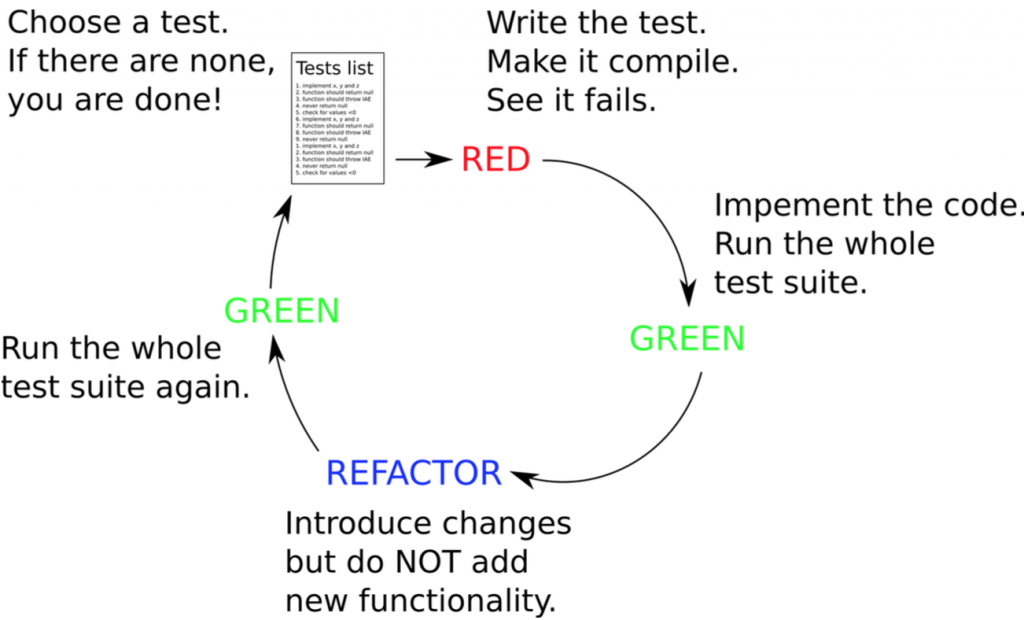 Choose a test.
If there are none,
you are done!
Tests list
1. implement x, y and z
2. function should return null
3. function should throw IAE
4. never return null
5. check for values <0
6. implement x, y and z
7. function should return null
8. function should throw IAE
9. never return null
1. implement x, y and z
2. function should return null
3. function should throw IAE
4. never return null
5. check for values <0
Write the test.
Make it compile.
See it fails.
RED
Impement the code.
Run the whole
test suite.
GREEN
REFACTOR
Introduce changes
but do NOT add
new functionality.
GREEN
Run the whole
test suite again.